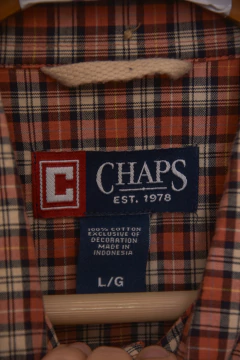 C
CHAPS
EST. 1978
L/G
100% COTTON
EXCLUSIVE OF
DECORATION
MADE IN
INDONESIA